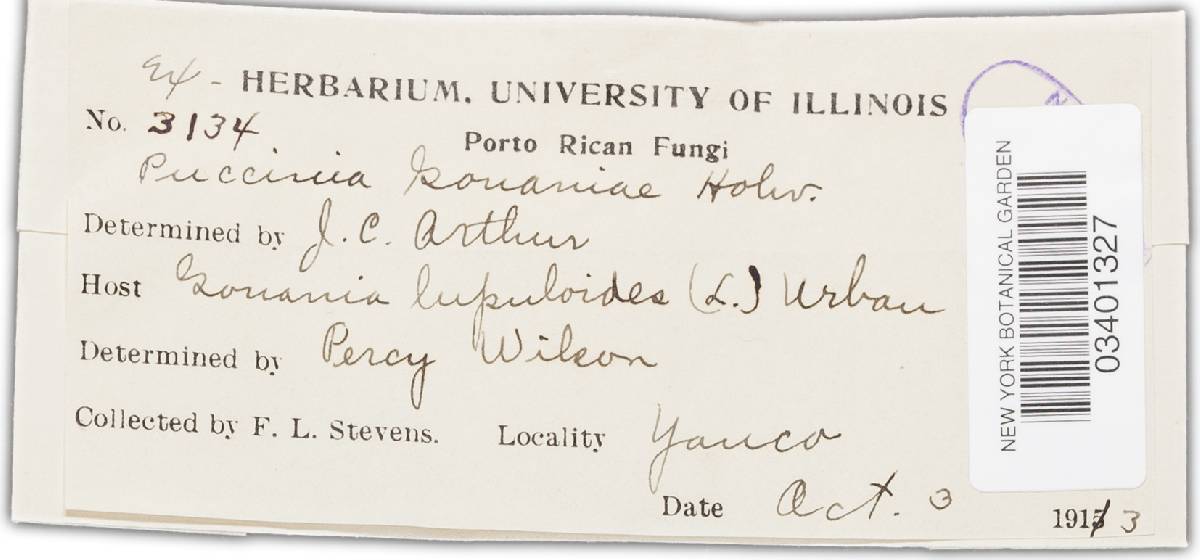 Ex - HERBARIUM. UNIVERSITY OF ILLINOIS
No. 3134
Porto Rican Fungi
Puccinia Gouaniae Holw.
Determined by J. C. Arthur
Host Gouania lupuloides (L.) Urban
Determined by Percy Wilson
Collected by F. L. Stevens. Locality Yauco
Date Oct. 3 1913
NEW YORK BOTANICAL GARDEN
03401327